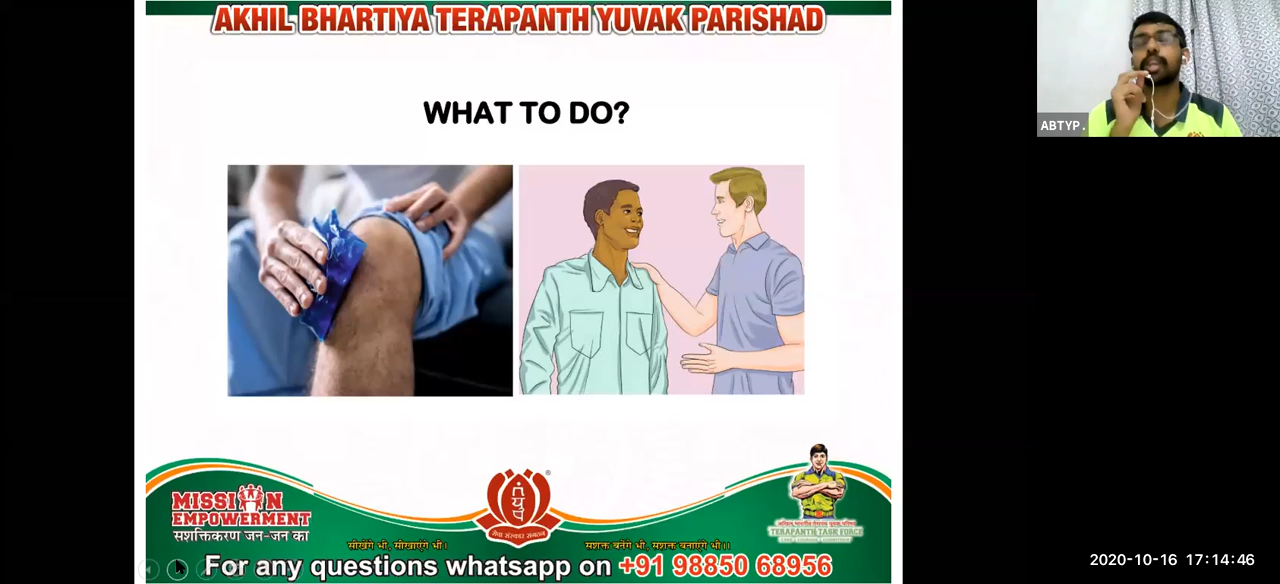 AKHIL BHARTIYA TERAPANTH YUVAK PARISHAD
ABTYP.
WHAT TO DO?
MISSION
EMPOWERMENT
सशक्तिकरण जन-जन का
®
सेवा संस्कार संगठन
सीखेंगे भी, सीखाएंगे भी।
सशक्त बनेंगे भी, सशक्त बनाएंगे भी।।
TERAPANTH TASK FORCE
For any questions whatsapp on +91 98850 68956
2020-10-16 17:14:46